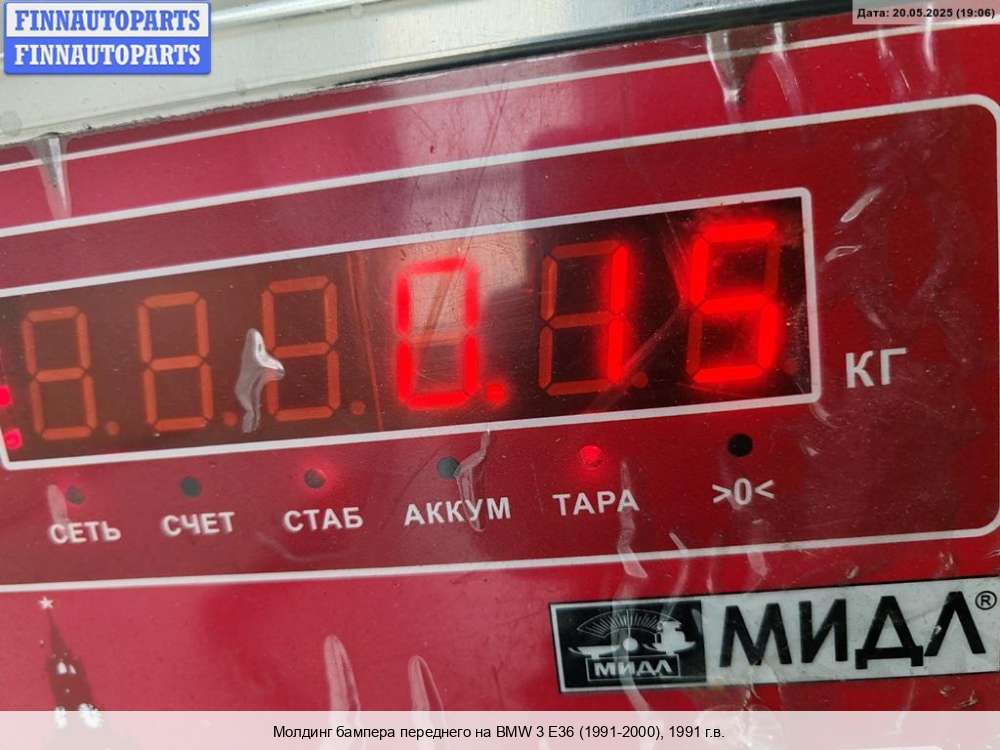 FINNAUTOPARTS
FINNAUTOPARTS
Дата: 20.05.2025 (19:06)
0.15
КГ
СЕТЬ СЧЕТ СТАБ АККУМ ТАРА >0<
МИДЛ МИДЛ®
Молдинг бампера переднего на BMW 3 E36 (1991-2000), 1991 г.в.